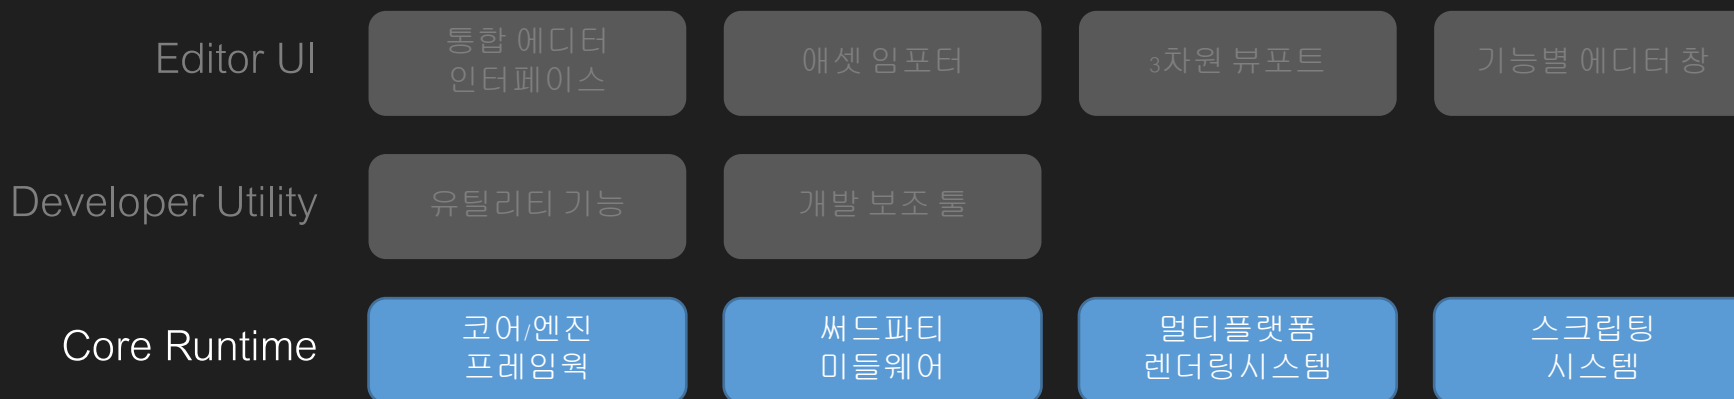 Editor UI
통합 에디터
인터페이스
애셋 임포터
3차원 뷰포트
기능별 에디터 창
Developer Utility
유틸리티 기능
개발 보조 툴
Core Runtime
코어/엔진
프레임웍
써드파티
미들웨어
멀티플랫폼
렌더링시스템
스크립팅
시스템